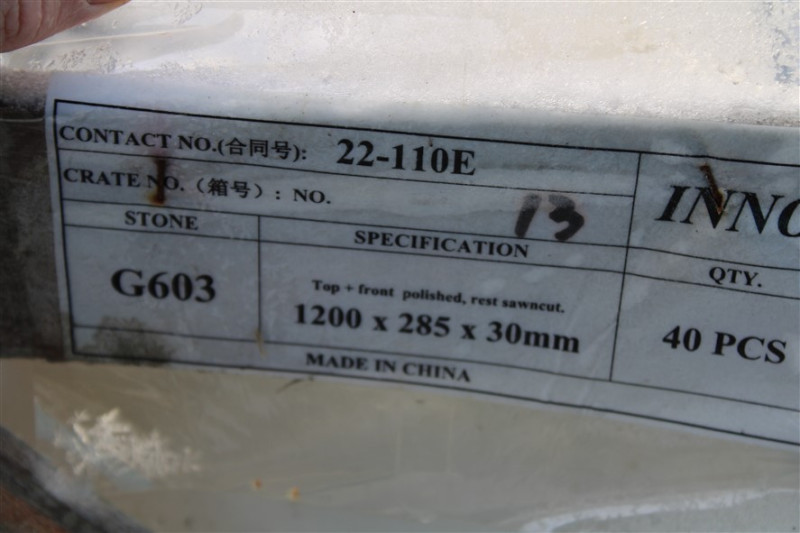 CONTACT NO.(合同号): 22-110E
CRATE NO. (箱号): NO. 13
INNO
STONE
SPECIFICATION
QTY.
G603
Top + front polished, rest sawncut.
1200 x 285 x 30mm
40 PCS
MADE IN CHINA